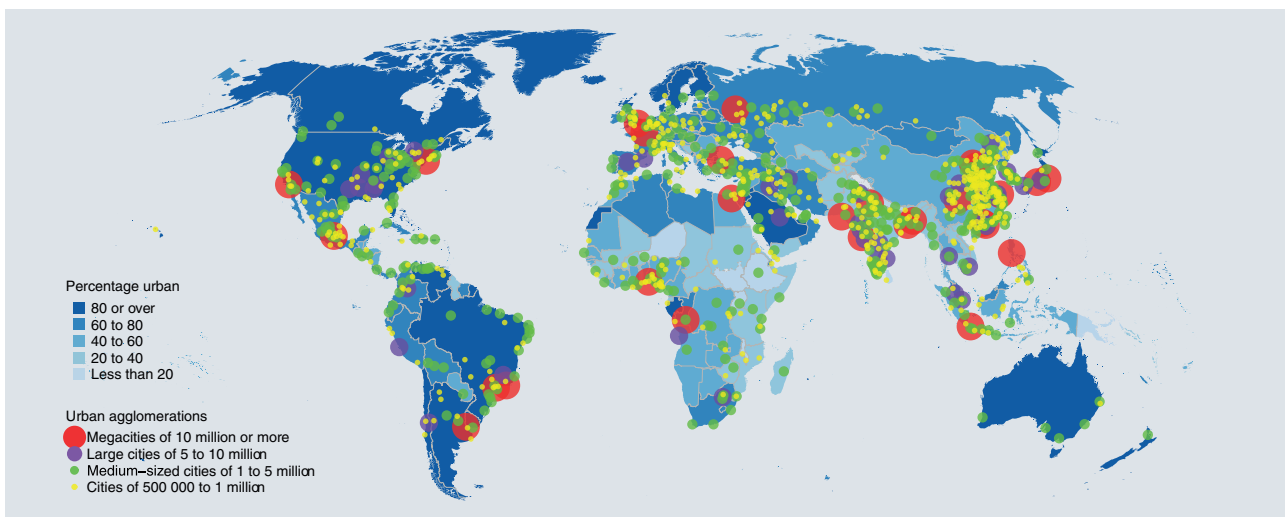 Percentage urban
80 or over
60 to 80
40 to 60
20 to 40
Less than 20
Urban agglomerations
Megacities of 10 million or more
Large cities of 5 to 10 million
Medium–sized cities of 1 to 5 million
Cities of 500 000 to 1 million